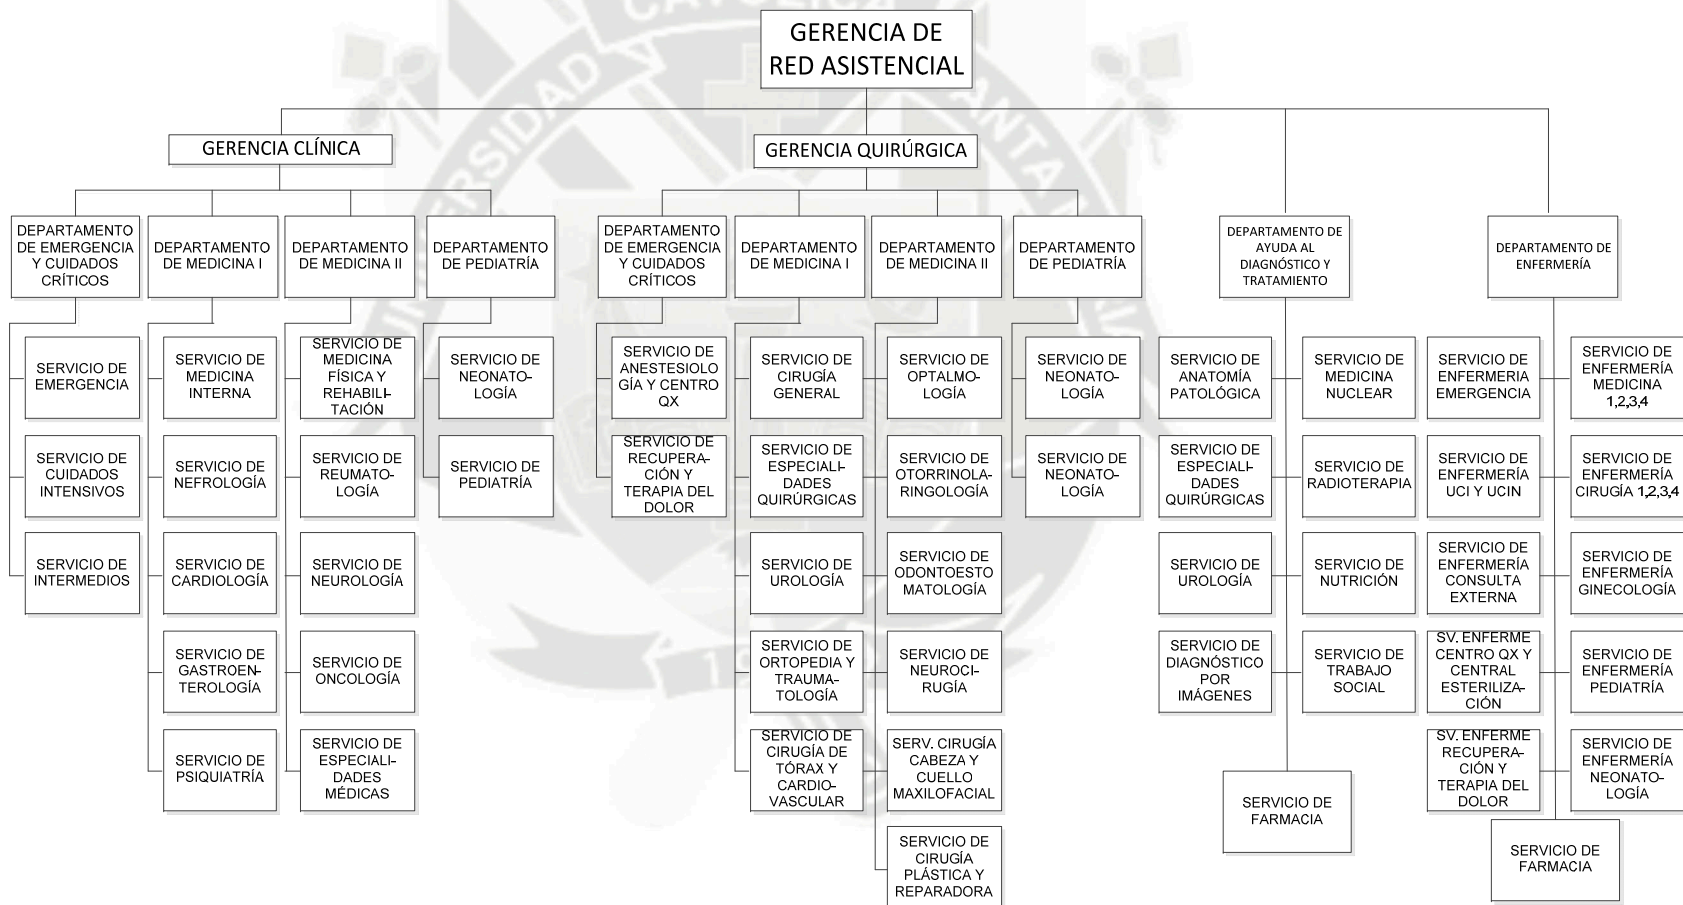 GERENCIA DE
RED ASISTENCIAL
GERENCIA CLÍNICA
GERENCIA QUIRÚRGICA
DEPARTAMENTO
DE EMERGENCIA
Y CUIDADOS
CRÍTICOS
DEPARTAMENTO
DE MEDICINA I
DEPARTAMENTO
DE MEDICINA II
DEPARTAMENTO
DE PEDIATRÍA
DEPARTAMENTO
DE EMERGENCIA
Y CUIDADOS
CRÍTICOS
DEPARTAMENTO
DE MEDICINA I
DEPARTAMENTO
DE MEDICINA II
DEPARTAMENTO
DE PEDIATRÍA
DEPARTAMENTO DE
AYUDA AL
DIAGNÓSTICO Y
TRATAMIENTO
DEPARTAMENTO DE
ENFERMERÍA
SERVICIO DE
EMERGENCIA
SERVICIO DE
MEDICINA
INTERNA
SERVICIO DE
MEDICINA
FÍSICA Y
REHABILI-
TACIÓN
SERVICIO DE
NEONATO-
LOGÍA
SERVICIO DE
ANESTESIOLO
GÍA Y CENTRO
QX
SERVICIO DE
CIRUGÍA
GENERAL
SERVICIO DE
OPTALMO-
LOGÍA
SERVICIO DE
NEONATO-
LOGÍA
SERVICIO DE
ANATOMÍA
PATOLÓGICA
SERVICIO DE
MEDICINA
NUCLEAR
SERVICIO DE
ENFERMERIA
EMERGENCIA
SERVICIO DE
ENFERMERÍA
MEDICINA
1,2,3,4
SERVICIO DE
CUIDADOS
INTENSIVOS
SERVICIO DE
NEFROLOGÍA
SERVICIO DE
REUMATO-
LOGÍA
SERVICIO DE
PEDIATRÍA
SERVICIO DE
RECUPERA-
CIÓN Y
TERAPIA DEL
DOLOR
SERVICIO DE
ESPECIALI-
DADES
QUIRÚRGICAS
SERVICIO DE
OTORRINOLA-
RINGOLOGÍA
SERVICIO DE
NEONATO-
LOGÍA
SERVICIO DE
ESPECIALI-
DADES
QUIRÚRGICAS
SERVICIO DE
RADIOTERAPIA
SERVICIO DE
ENFERMERÍA
UCI Y UCIN
SERVICIO DE
ENFERMERÍA
CIRUGÍA 1,2,3,4
SERVICIO DE
INTERMEDIOS
SERVICIO DE
CARDIOLOGÍA
SERVICIO DE
NEUROLOGÍA
SERVICIO DE
UROLOGÍA
SERVICIO DE
ODONTOESTO
MATOLOGÍA
SERVICIO DE
UROLOGÍA
SERVICIO DE
NUTRICIÓN
SERVICIO DE
ENFERMERÍA
CONSULTA
EXTERNA
SERVICIO DE
ENFERMERÍA
GINECOLOGÍA
SERVICIO DE
GASTROEN-
TEROLOGÍA
SERVICIO DE
ONCOLOGÍA
SERVICIO DE
ORTOPEDIA Y
TRAUMA-
TOLOGÍA
SERVICIO DE
NEUROCI-
RUGÍA
SERVICIO DE
DIAGNÓSTICO
POR
IMÁGENES
SERVICIO DE
TRABAJO
SOCIAL
SV. ENFERME
CENTRO QX Y
CENTRAL
ESTERILIZA-
CIÓN
SERVICIO DE
ENFERMERÍA
PEDIATRÍA
SERVICIO DE
PSIQUIATRÍA
SERVICIO DE
ESPECIALI-
DADES
MÉDICAS
SERVICIO DE
CIRUGÍA DE
TÓRAX Y
CARDIO-
VASCULAR
SERV. CIRUGÍA
CABEZA Y
CUELLO
MAXILOFACIAL
SERVICIO DE
FARMACIA
SV. ENFERME
RECUPERA-
CIÓN Y
TERAPIA DEL
DOLOR
SERVICIO DE
ENFERMERÍA
NEONATO-
LOGÍA
SERVICIO DE
CIRUGÍA
PLÁSTICA Y
REPARADORA
SERVICIO DE
FARMACIA